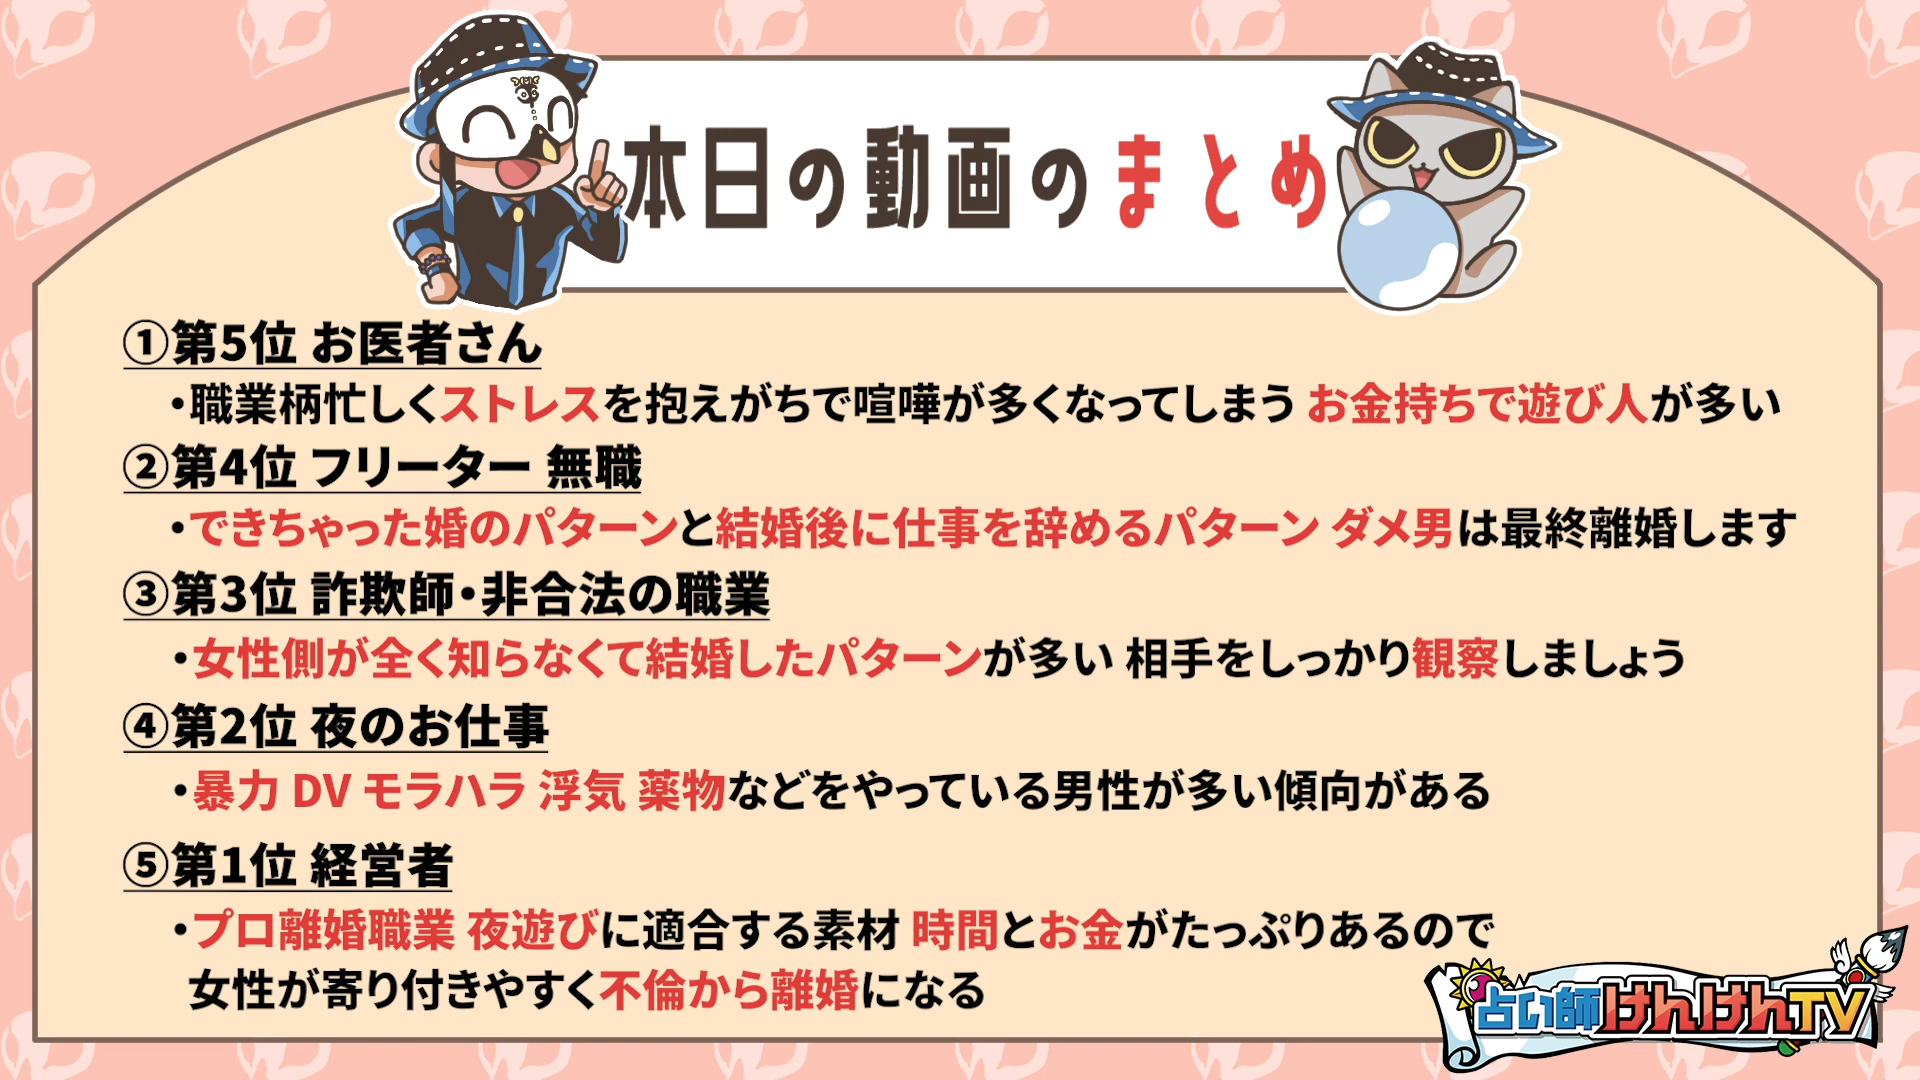 本日の動画のまとめ
①第5位 お医者さん
・職業柄忙しくストレスを抱えがちで喧嘩が多くなってしまう お金持ちで遊び人が多い
②第4位 フリーター 無職
・できちゃった婚のパターンと結婚後に仕事を辞めるパターン ダメ男は最終離婚します
③第3位 詐欺師・非合法の職業
・女性側が全く知らなくて結婚したパターンが多い 相手をしっかり観察しましょう
④第2位 夜のお仕事
・暴力 DV モラハラ 浮気 薬物などをやっている男性が多い傾向がある
⑤第1位 経営者
・プロ離婚職業 夜遊びに適合する素材 時間とお金がたっぷりあるので
女性が寄り付きやすく不倫から離婚になる
占い師けんけんTV